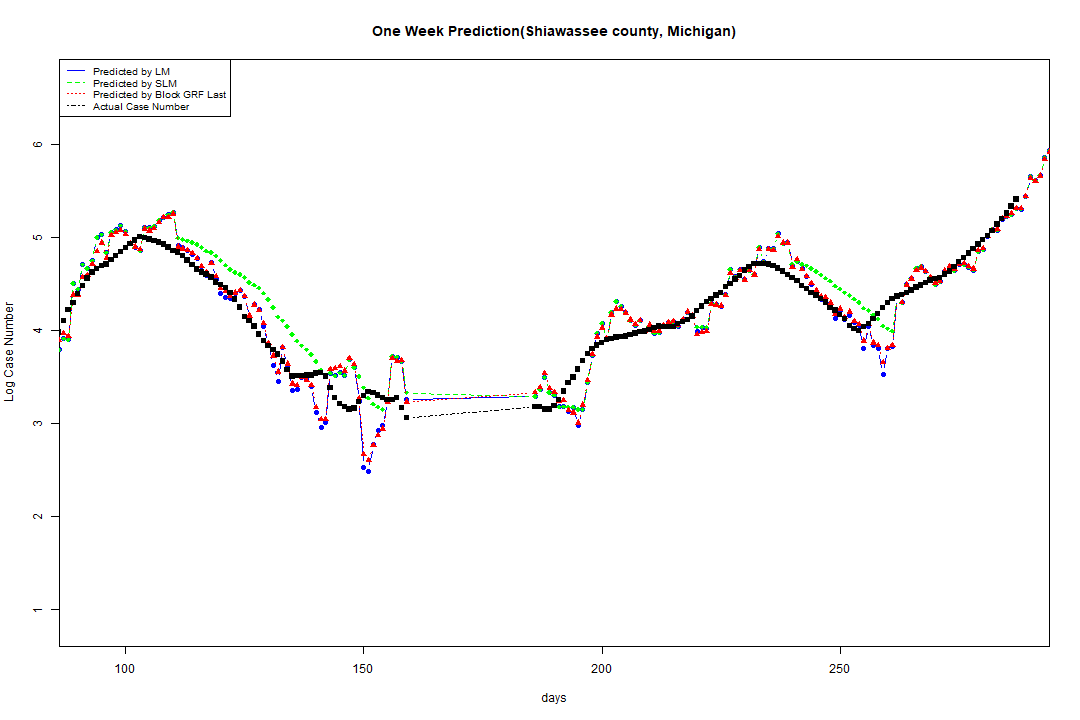 One Week Prediction(Shiawassee county, Michigan)
Predicted by LM
Predicted by SLM
Predicted by Block GRF Last
Actual Case Number
6
5
4
3
2
1
Log Case Number
100 150 200 250
days